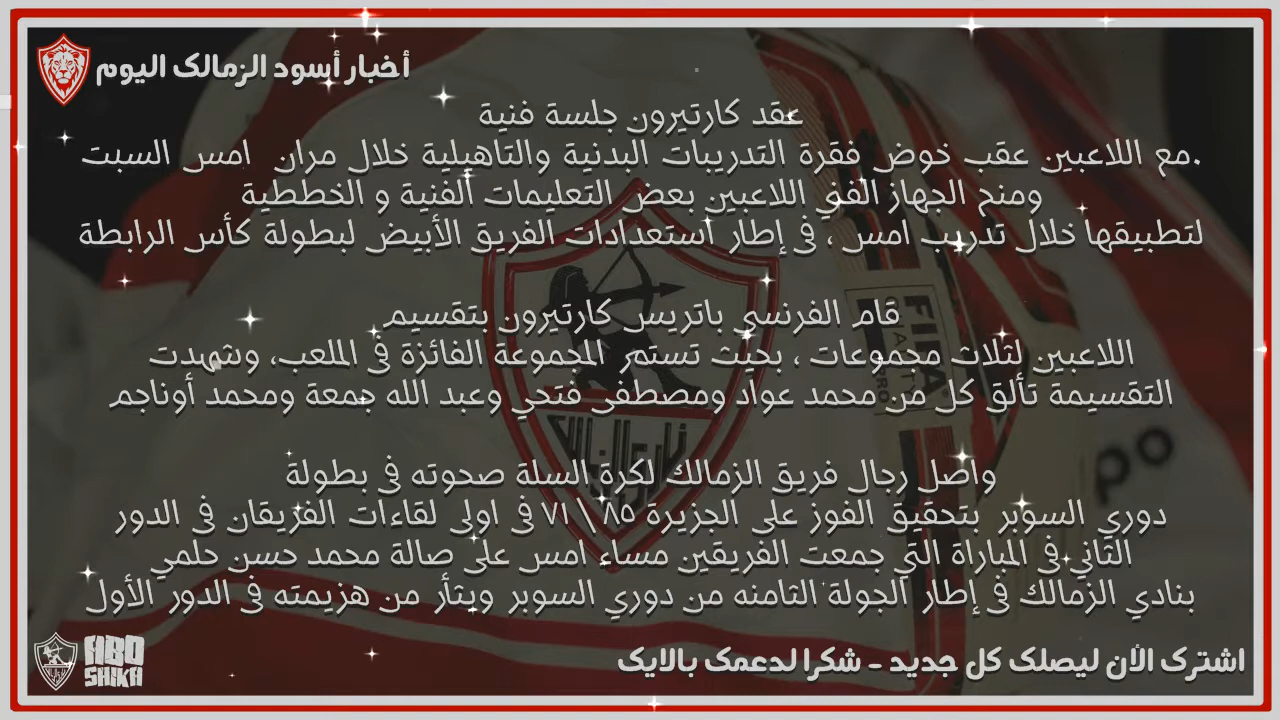 أخبار أسود الزمالك اليوم
عقد كارتيرون جلسة فنية
مع اللاعبين عقب خوض فقرة التدريبات البدنية والتاهيلية خلال مران امس السبت.
ومنح الجهاز الفني اللاعبين بعض التعليمات الفنية و الخططية
لتطبيقها خلال تدريب امس ، في إطار استعدادات الفريق الأبيض لبطولة كأس الرابطة
قام الفرنسي باتريس كارتيرون بتقسيم
اللاعبين لثلاث مجموعات ، بحيث تستمر المجموعة الفائزة في الملعب، وشهدت
التقسيمة تألق كل من محمد عواد ومصطفى فتحي وعبد الله جمعة ومحمد أوناجم
واصل رجال فريق الزمالك لكرة السلة صحوته في بطولة
دوري السوبر بتحقيق الفوز على الجزيرة ٨٥ \ ٧١ في اولى لقاءات الفريقان في الدور
الثاني في المباراة التي جمعت الفريقين مساء امس على صالة محمد حسن حلمي
بنادي الزمالك في إطار الجولة الثامنه من دوري السوبر ويثأر من هزيمته في الدور الأول
اشترك الأن ليصلك كل جديد - شكرا لدعمك بالايك
ABO
SHIKA
FIFA
نادي الزمالك
po